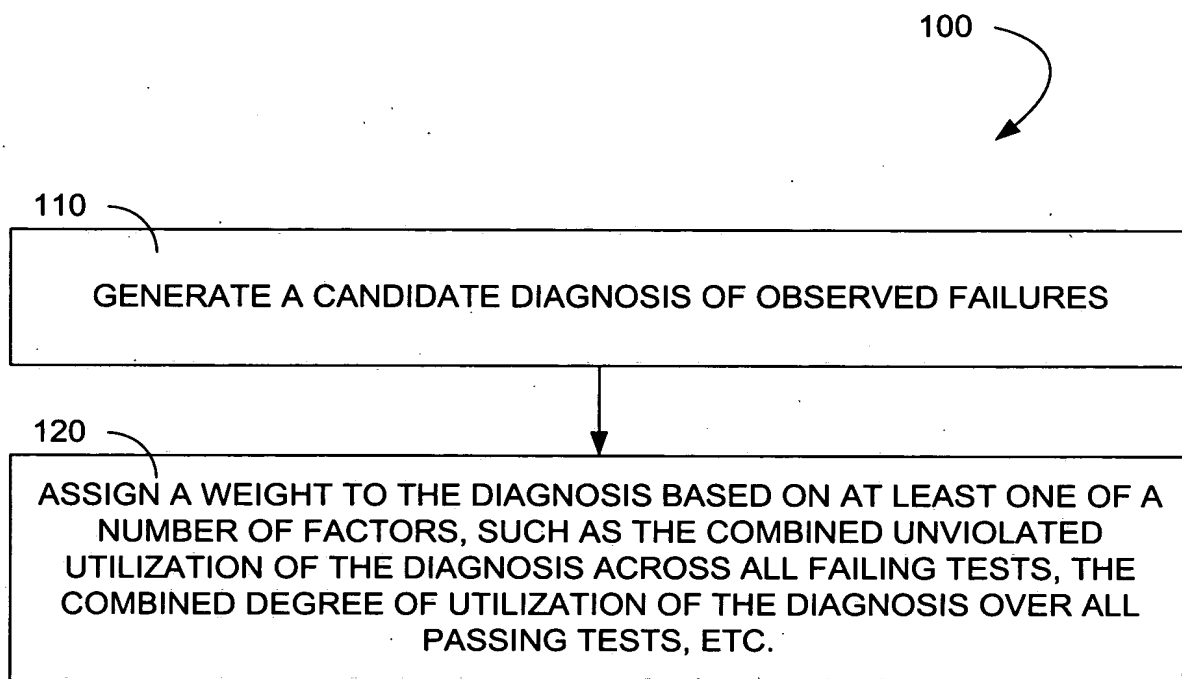 100
110
GENERATE A CANDIDATE DIAGNOSIS OF OBSERVED FAILURES
120
ASSIGN A WEIGHT TO THE DIAGNOSIS BASED ON AT LEAST ONE OF A
NUMBER OF FACTORS, SUCH AS THE COMBINED UNVIOLATED
UTILIZATION OF THE DIAGNOSIS ACROSS ALL FAILING TESTS, THE
COMBINED DEGREE OF UTILIZATION OF THE DIAGNOSIS OVER ALL
PASSING TESTS, ETC.